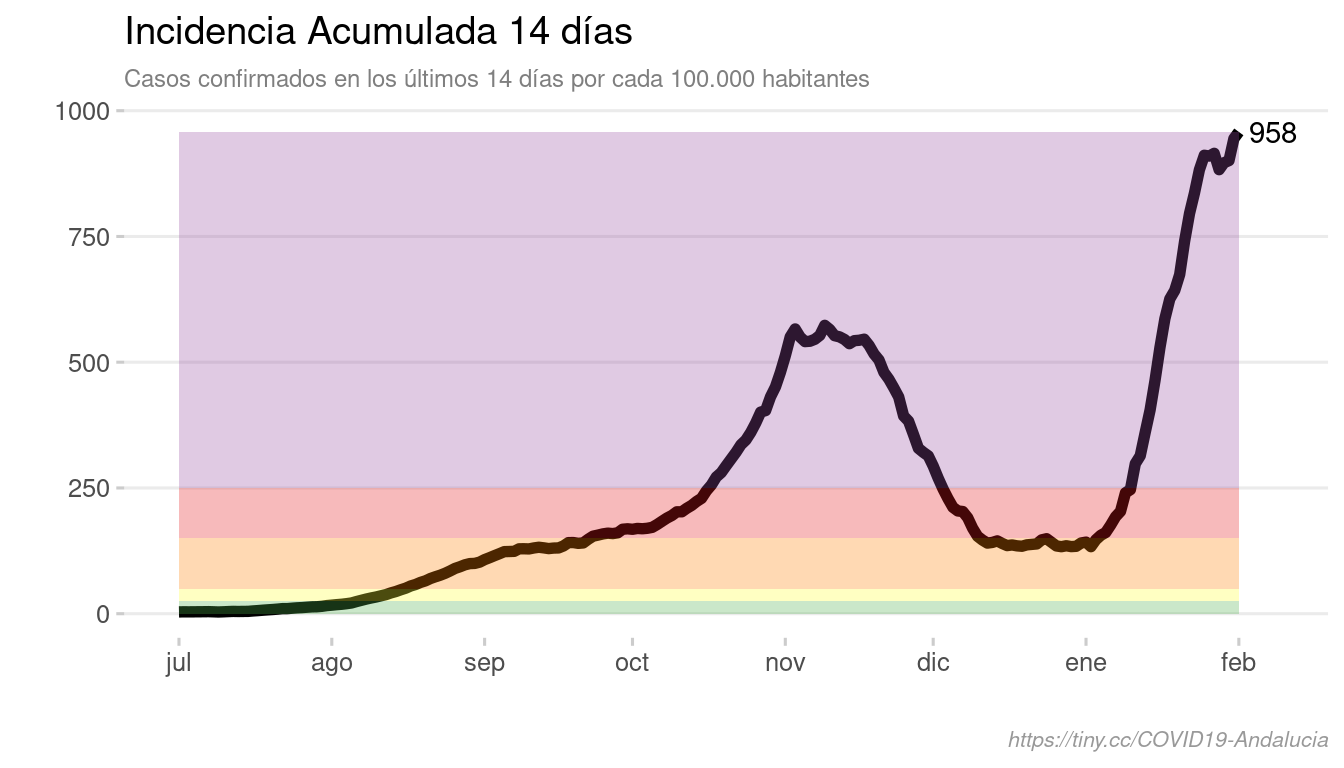 Incidencia Acumulada 14 días
Casos confirmados en los últimos 14 días por cada 100.000 habitantes
1000
958
750
500
250
0
jul ago sep oct nov dic ene feb
https://tiny.cc/COVID19-Andalucia